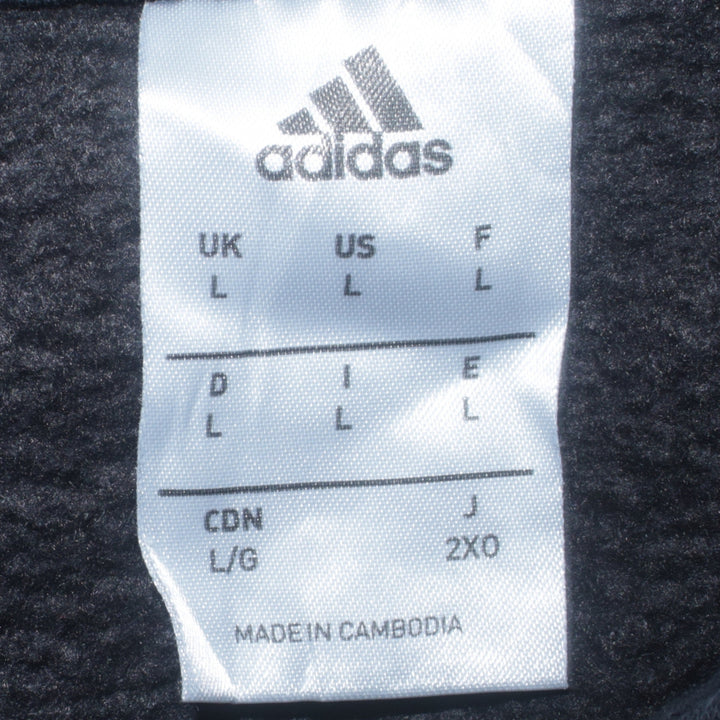 adidas
UK US F
L L L
D I E
L L L
CDN J
L/G 2XO
MADE IN CAMBODIA